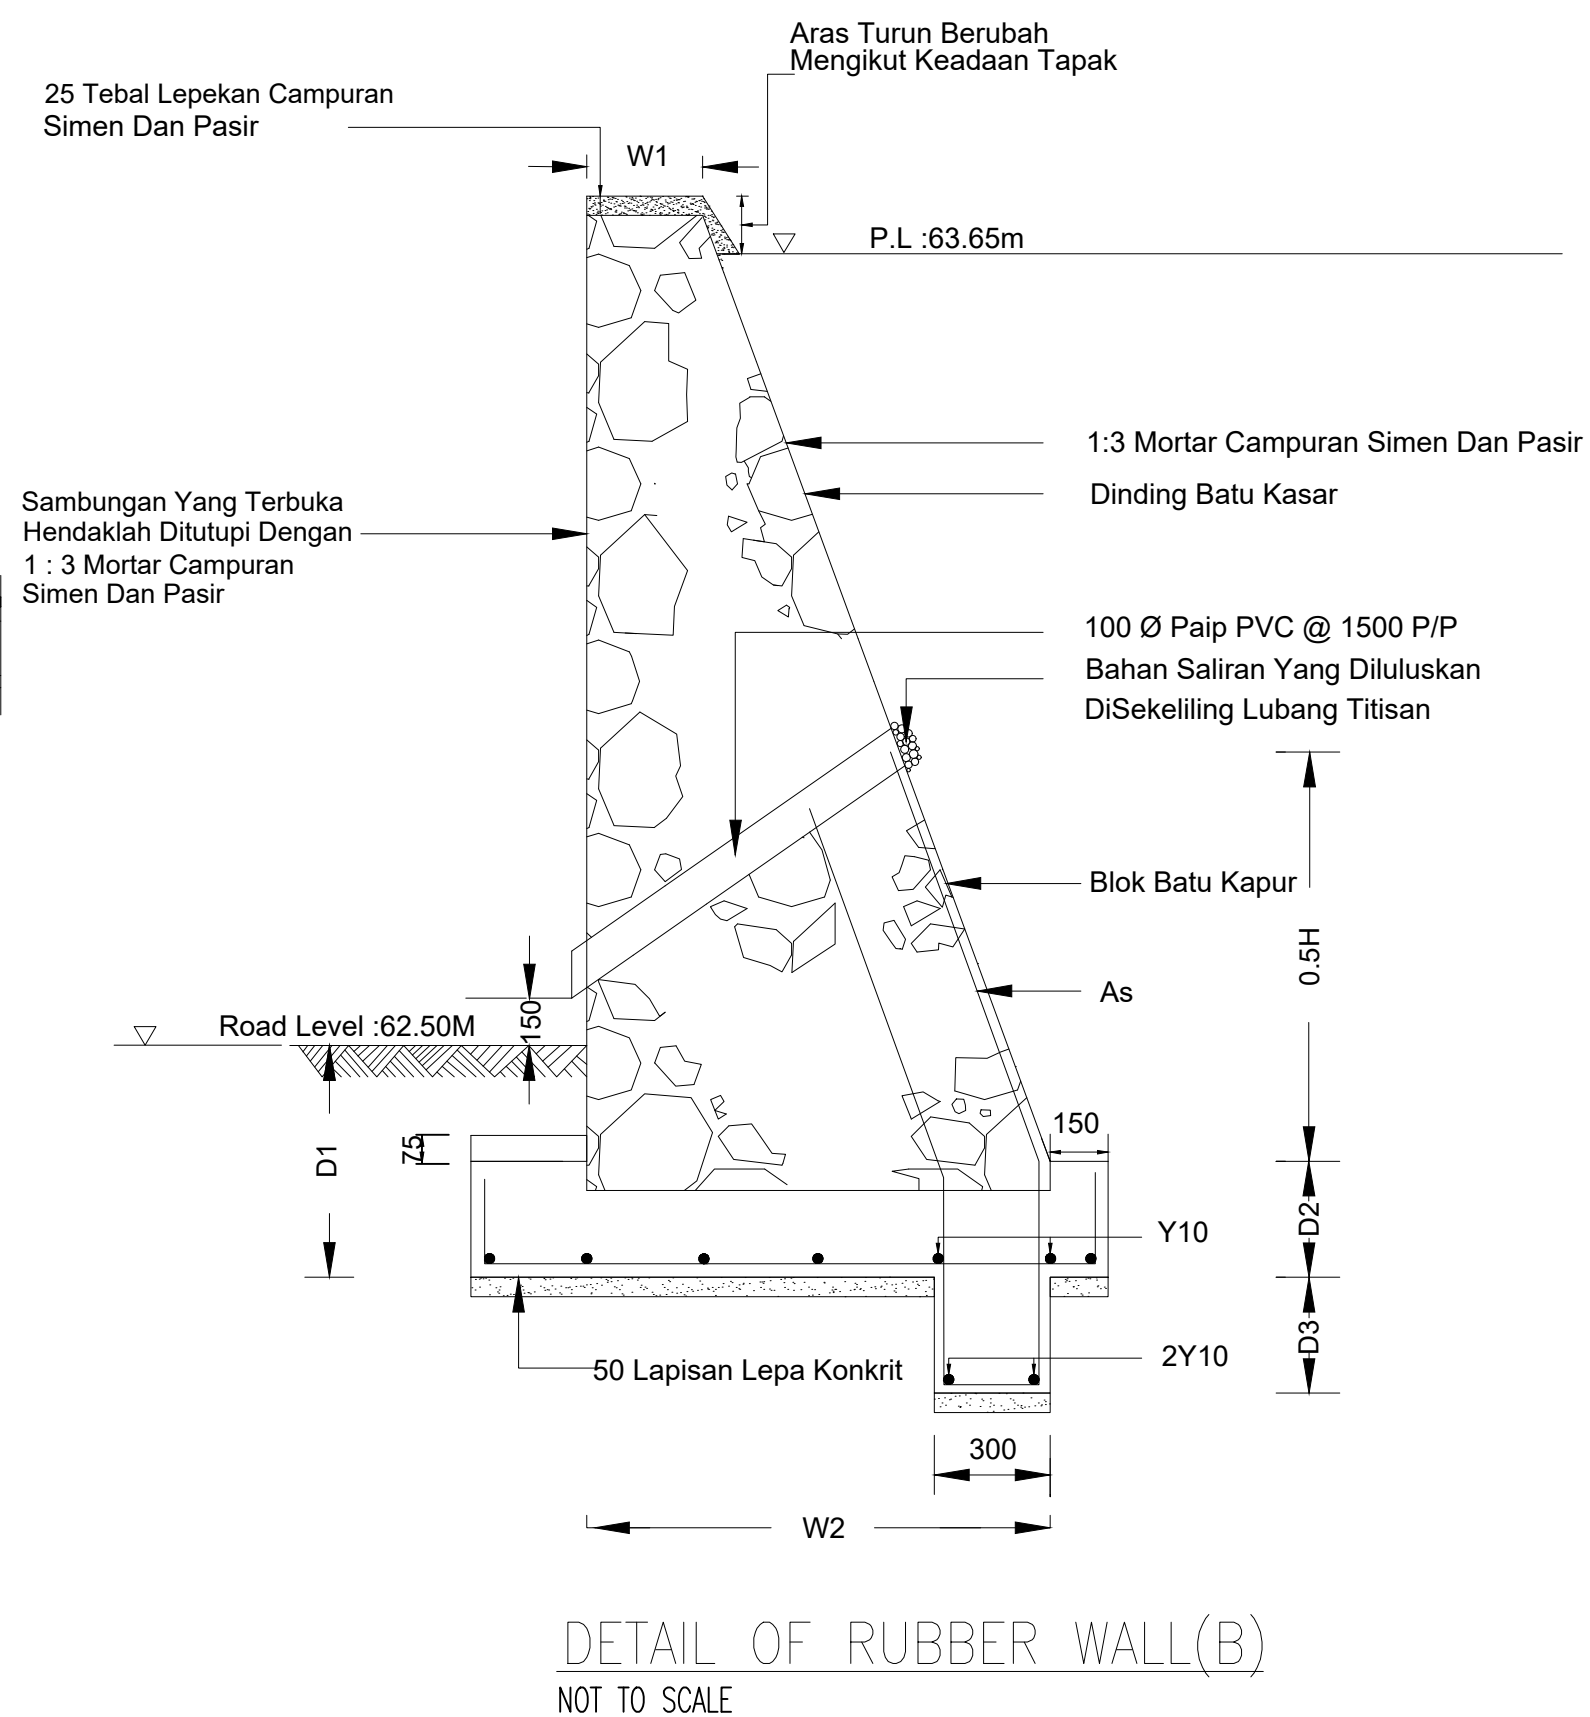 Aras Turun Berubah
Mengikut Keadaan Tapak
25 Tebal Lepekan Campuran
Simen Dan Pasir
W1
P.L :63.65m
1:3 Mortar Campuran Simen Dan Pasir
Dinding Batu Kasar
Sambungan Yang Terbuka
Hendaklah Ditutupi Dengan
1 : 3 Mortar Campuran
Simen Dan Pasir
100 Ø Paip PVC @ 1500 P/P
Bahan Saliran Yang Diluluskan
DiSekeliling Lubang Titisan
Blok Batu Kapur
0.5H
As
150
Road Level :62.50M
150
75
D1
D2
Y10
D3
2Y10
50 Lapisan Lepa Konkrit
300
W2
DETAIL OF RUBBER WALL(B)
NOT TO SCALE